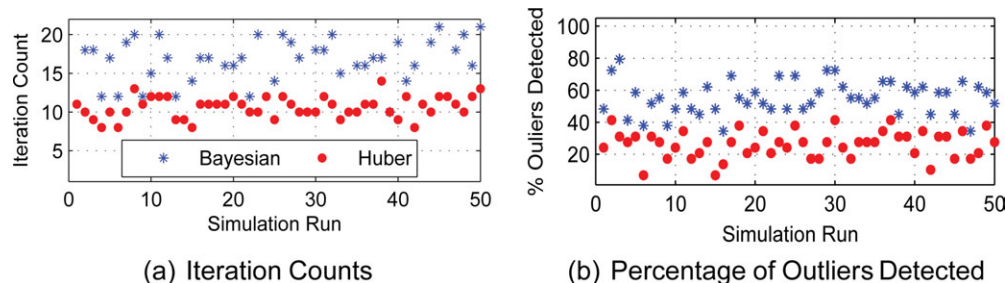 Iteration Count
20
15
10
5
Bayesian
Huber
0 10 20 30 40 50
Simulation Run
(a) Iteration Counts
% Outliers Detected
100
80
60
40
20
0 10 20 30 40 50
Simulation Run
(b) Percentage of Outliers Detected